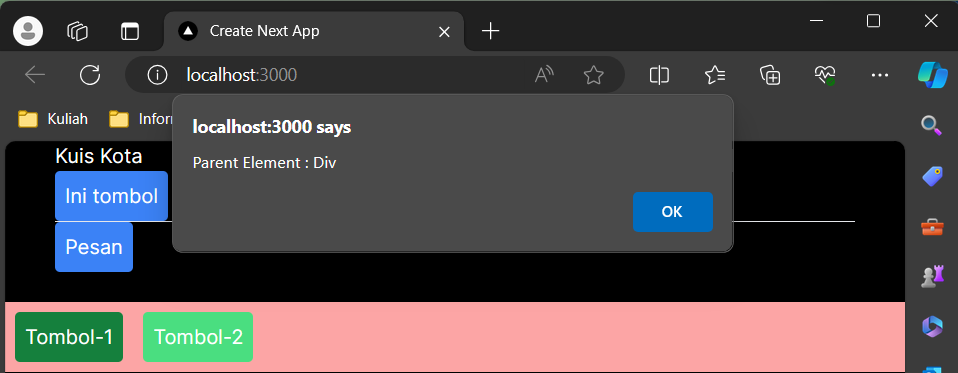 Create Next App
localhost:3000
Kuliah
Infor
localhost:3000 says
Parent Element : Div
OK
Kuis Kota
Ini tombol
Pesan
Tombol-1 Tombol-2